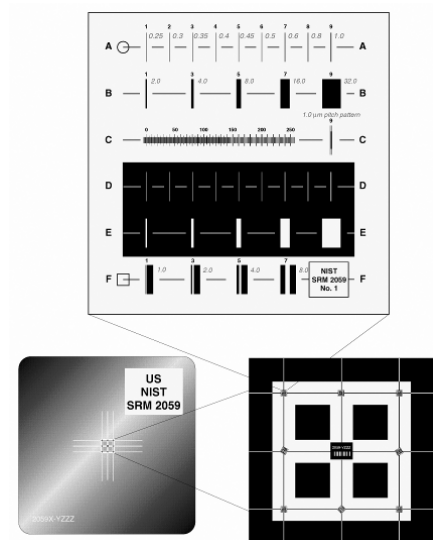 1 2 3 4 5 6 7 8 9
A 0.25 0.3 0.35 0.4 0.45 0.5 0.6 0.8 1.0 A
1 3 5 7 9
B 2.0 4.0 8.0 16.0 32.0 B
1.0 µm pitch pattern
0 50 100 150 200 250 9
C C
D D
E E
1 3 5 7
F 1.0 2.0 4.0 8.0 F
NIST
SRM 2059
No. 1
US
NIST
SRM 2059
2059X-YZZZ